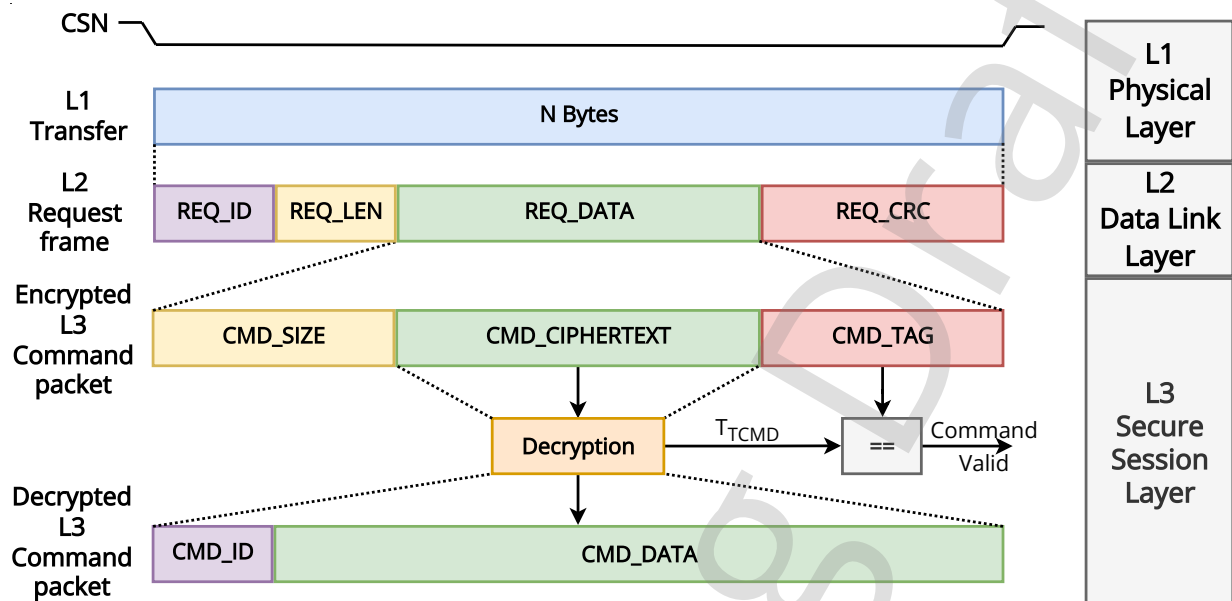 CSN
L1
Transfer
N Bytes
L1
Physical
Layer
L2
Request
frame
REQ_ID
REQ_LEN
REQ_DATA
REQ_CRC
L2
Data Link
Layer
Encrypted
L3
Command
packet
CMD_SIZE
CMD_CIPHERTEXT
CMD_TAG
Decryption
T_TCMD
==
Command
Valid
L3
Secure
Session
Layer
Decrypted
L3
Command
packet
CMD_ID
CMD_DATA